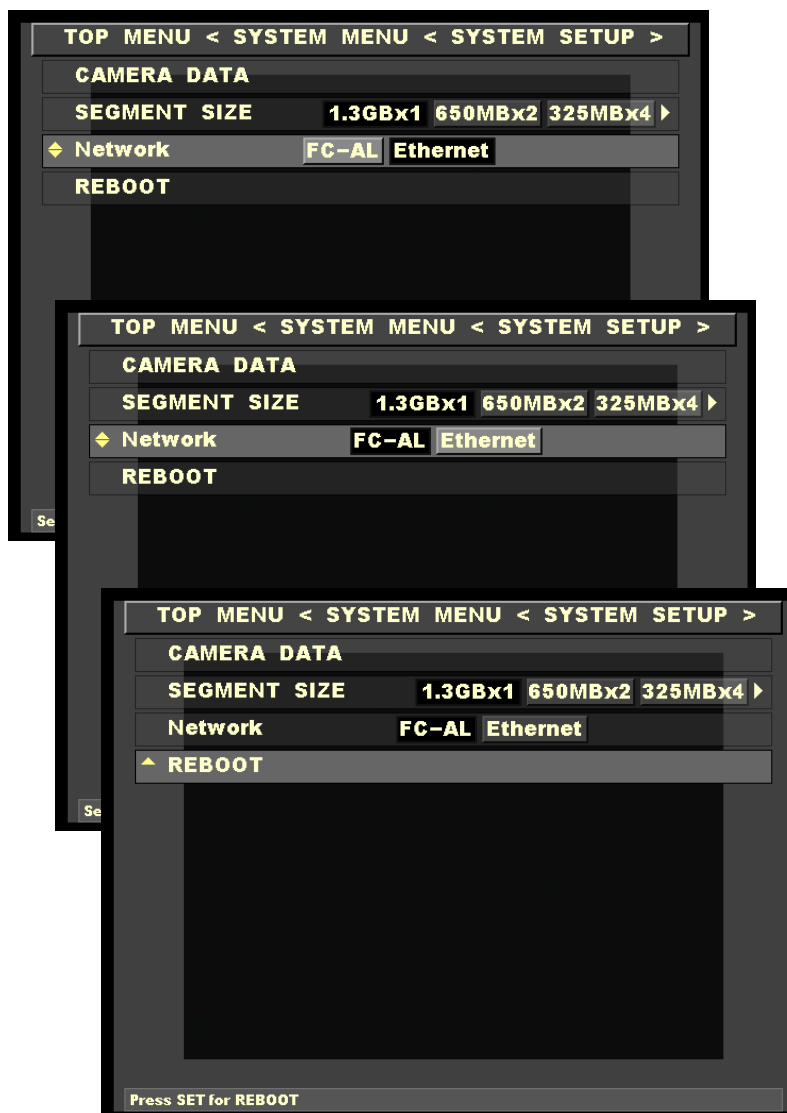 TOP MENU < SYSTEM MENU < SYSTEM SETUP >
CAMERA DATA
SEGMENT SIZE 1.3GBx1 650MBx2 325MBx4
Network FC-AL Ethernet
REBOOT
Se
TOP MENU < SYSTEM MENU < SYSTEM SETUP >
CAMERA DATA
SEGMENT SIZE 1.3GBx1 650MBx2 325MBx4
Network FC-AL Ethernet
REBOOT
Se
TOP MENU < SYSTEM MENU < SYSTEM SETUP >
CAMERA DATA
SEGMENT SIZE 1.3GBx1 650MBx2 325MBx4
Network FC-AL Ethernet
REBOOT
Press SET for REBOOT